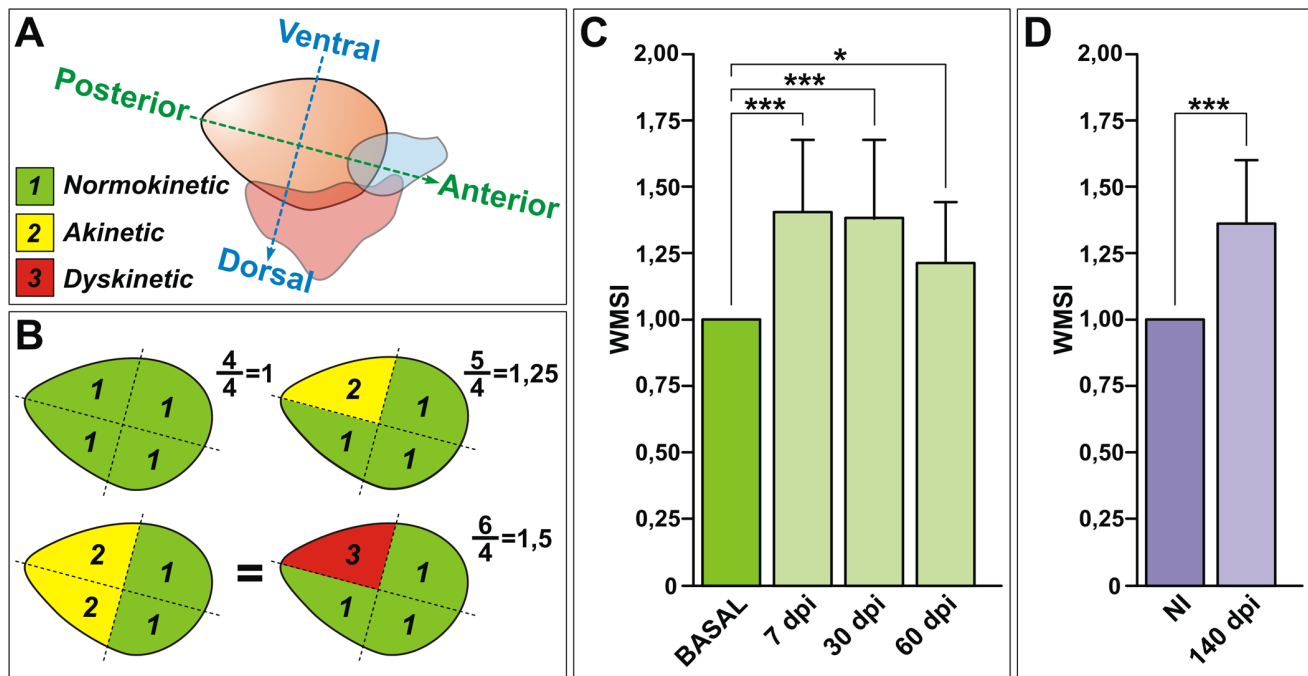 A
Ventral
Posterior
Anterior
Dorsal
1 Normokinetic
2 Akinetic
3 Dyskinetic
B
1 1 1 1
4/4=1
2 1 1 1
5/4=1,25
2 1 2 1
=
3 1 1 1
6/4=1,5
C
WMSI
2,00
1,75
1,50
1,25
1,00
0,75
0,50
0,25
0
*
***
***
BASAL
7 dpi
30 dpi
60 dpi
D
WMSI
2,00
1,75
1,50
1,25
1,00
0,75
0,50
0,25
0
***
NI
140 dpi